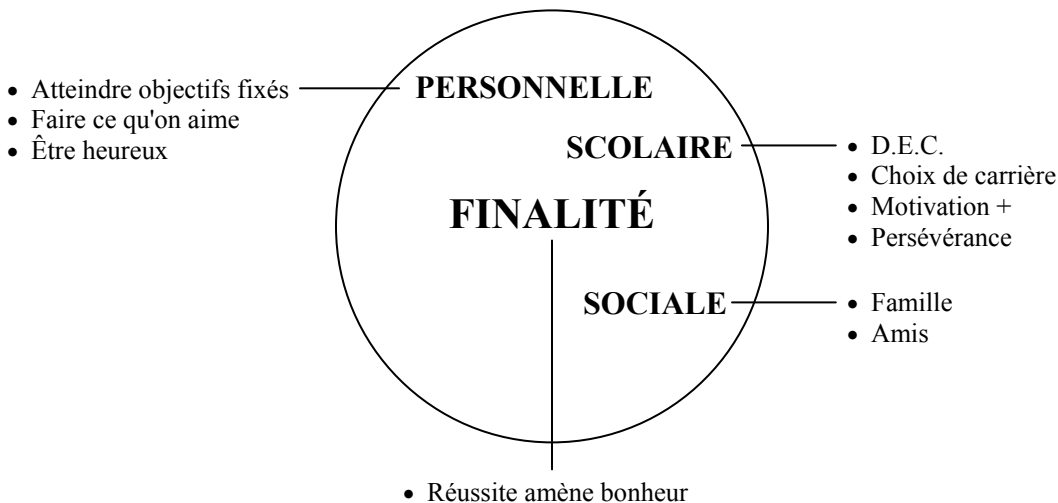 PERSONNELLE
• Atteindre objectifs fixés
• Faire ce qu'on aime
• Être heureux
SCOLAIRE
• D.E.C.
• Choix de carrière
• Motivation +
• Persévérance
FINALITÉ
SOCIALE
• Famille
• Amis
• Réussite amène bonheur